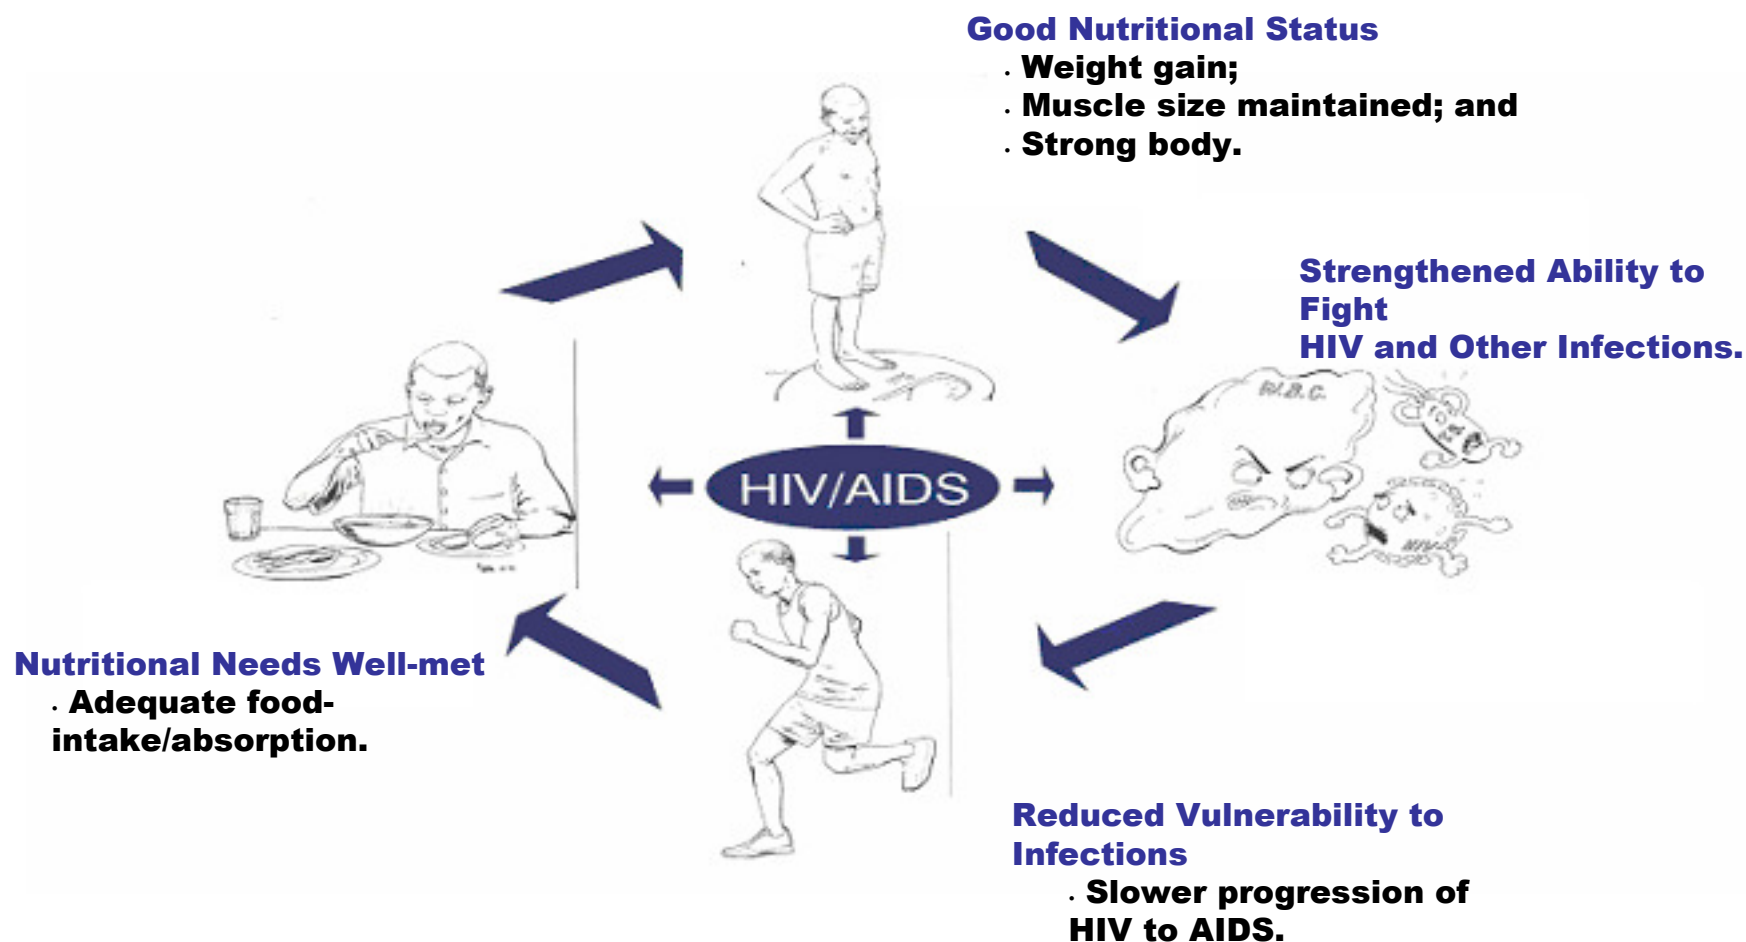 Good Nutritional Status
· Weight gain;
· Muscle size maintained; and
· Strong body.
Strengthened Ability to
Fight
HIV and Other Infections.
W.B.C.
HIV/AIDS
HIV
Nutritional Needs Well-met
· Adequate food-
intake/absorption.
Reduced Vulnerability to
Infections
· Slower progression of
HIV to AIDS.